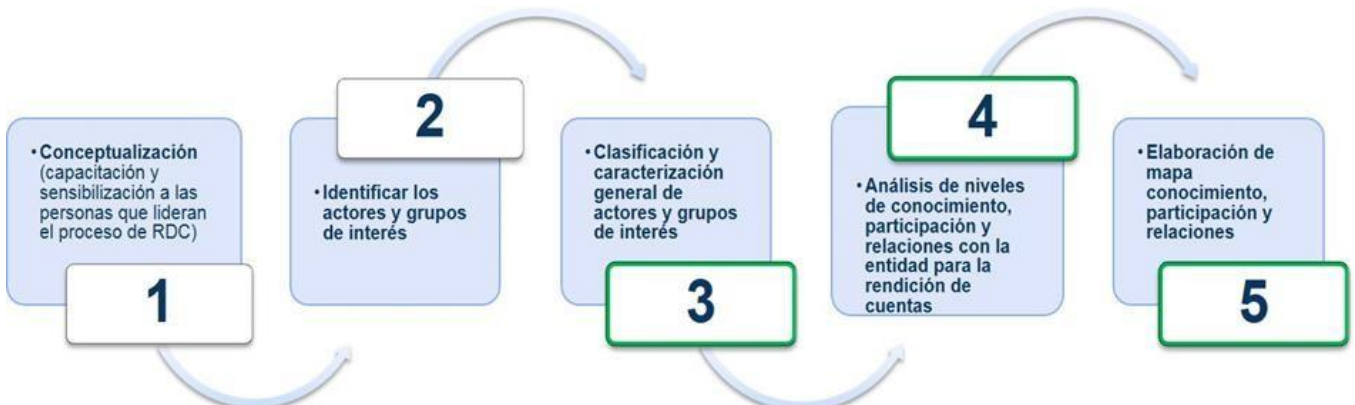 • Conceptualización
(capacitación y
sensibilización a las
personas que lideran
el proceso de RDC)
1
2
• Identificar los
actores y grupos
de interés
• Clasificación y
caracterización
general de
actores y grupos
de interés
3
4
• Análisis de niveles
de conocimiento,
participación y
relaciones con la
entidad para la
rendición de
cuentas
• Elaboración de
mapa
conocimiento,
participación y
relaciones
5